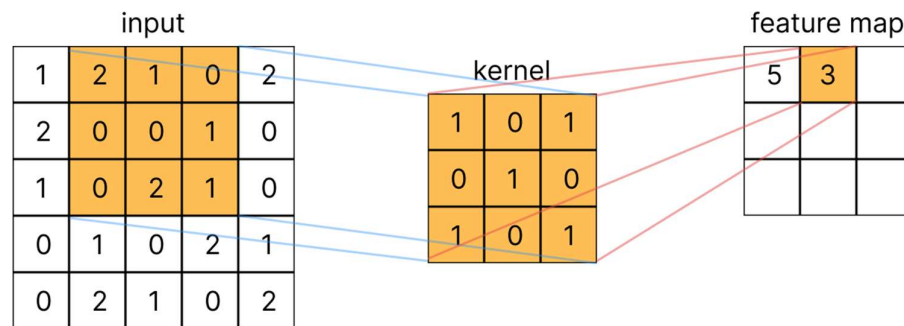 input
feature map
kernel
1 2 1 0 2
2 0 0 1 0
1 0 2 1 0
0 1 0 2 1
0 2 1 0 2
1 0 1
0 1 0
1 0 1
5 3